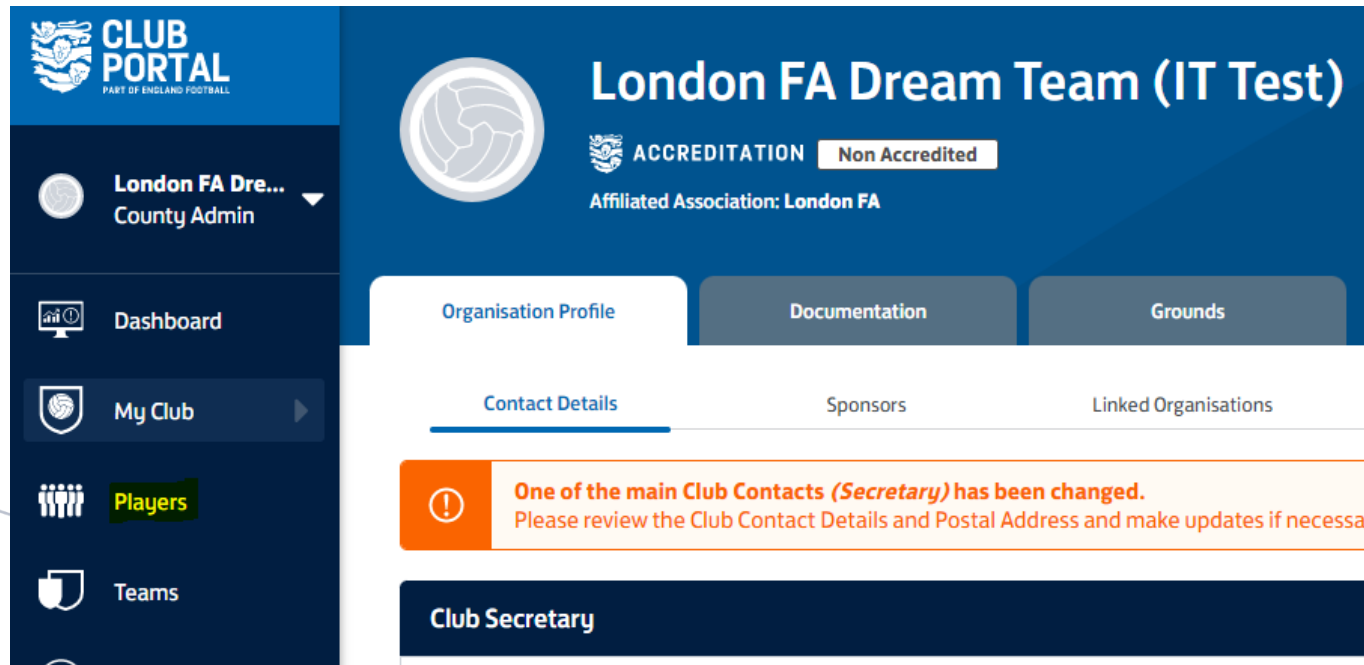 CLUB
PORTAL
PART OF ENGLAND FOOTBALL
London FA Dre...
County Admin
Dashboard
My Club
Players
Teams
London FA Dream Team (IT Test)
ACCREDITATION Non Accredited
Affiliated Association: London FA
Organisation Profile Documentation Grounds
Contact Details Sponsors Linked Organisations
One of the main Club Contacts (Secretary) has been changed.
Please review the Club Contact Details and Postal Address and make updates if necessa
Club Secretary